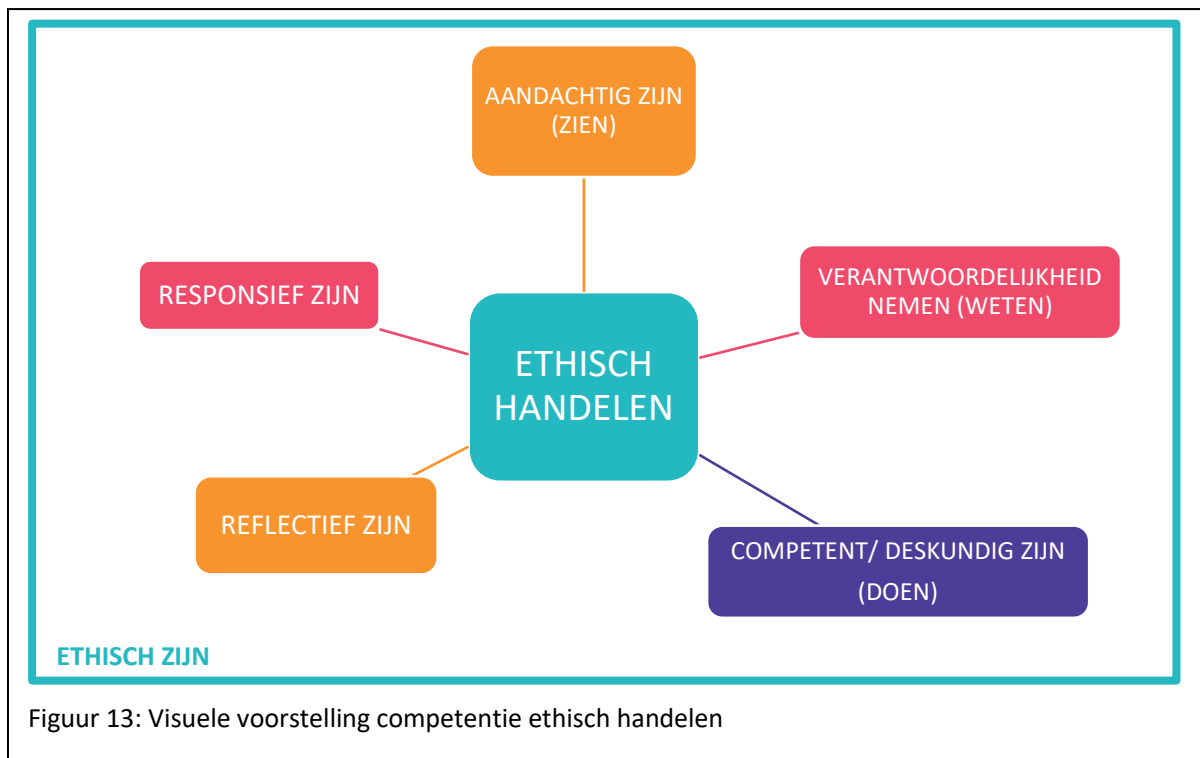 AANDACHTIG ZIJN
(ZIEN)
VERANTWOORDELIJKHEID
NEMEN (WETEN)
RESPONSIEF ZIJN
ETHISCH
HANDELEN
REFLECTIEF ZIJN
COMPETENT/ DESKUNDIG ZIJN
(DOEN)
ETHISCH ZIJN
Figuur 13: Visuele voorstelling competentie ethisch handelen